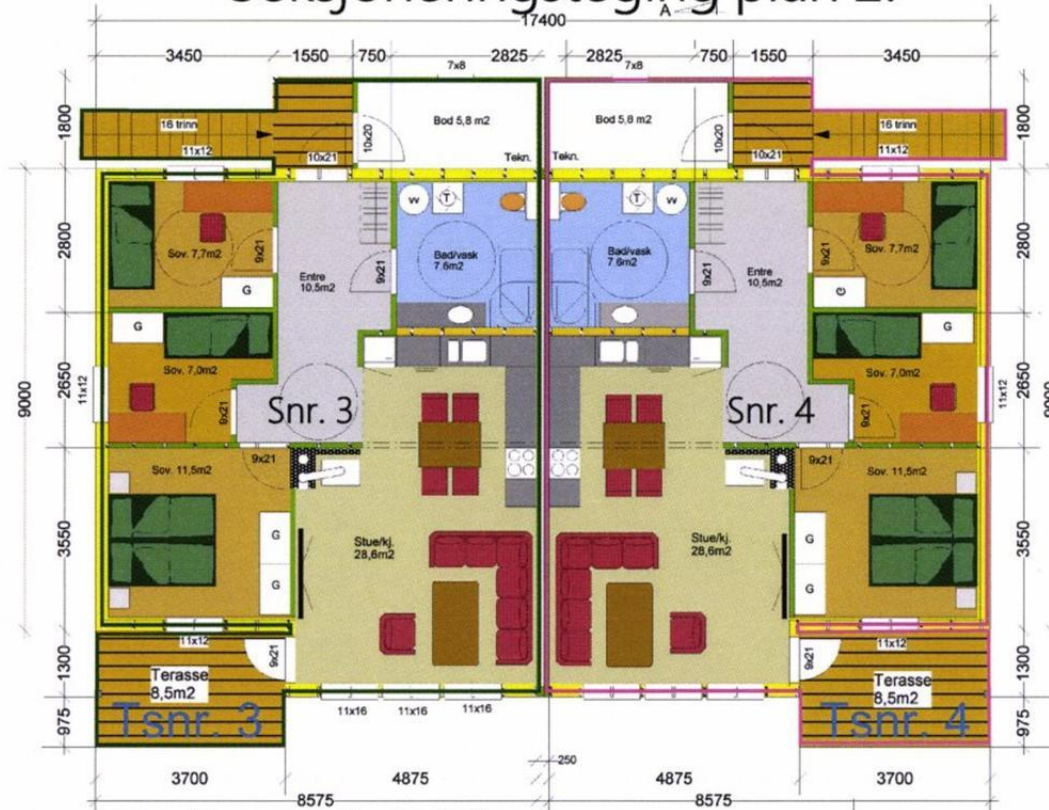 Seksjoneringstegning plan 2.
A
17400
3450 1550 750 2825 2825 750 1550 3450
7x8 7x8
1800 1800
16 trinn 16 trinn
11x12 11x12
10x21 10x21
10x20 10x20
Bod 5,8 m2 Bod 5,8 m2
Tekn. Tekn.
2800 2800
Sov. 7,7m2 Sov. 7,7m2
9x21 9x21 9x21 9x21
W T T W
Bad/vask
7.6m2
Bad/vask
7.6m2
Entre
10,5m2
Entre
10,5m2
G G
G G
Sov. 7,0m2 Sov. 7,0m2
9000 2650 11x12 11x12 2650 9000
9x21 9x21
Snr. 3 Snr. 4
9x21 9x21
Sov. 11,5m2 Sov. 11,5m2
3550 3550
G G
G G
Stue/kj.
28,6m2
Stue/kj.
28,6m2
11x12 11x12
1300 9x21 9x21 1300
Terasse
8,5m2
Terasse
8,5m2
Tsnr. 3 Tsnr. 4
975 975
11x16 11x16 11x16
250
3700 4875 4875 3700
8575 8575